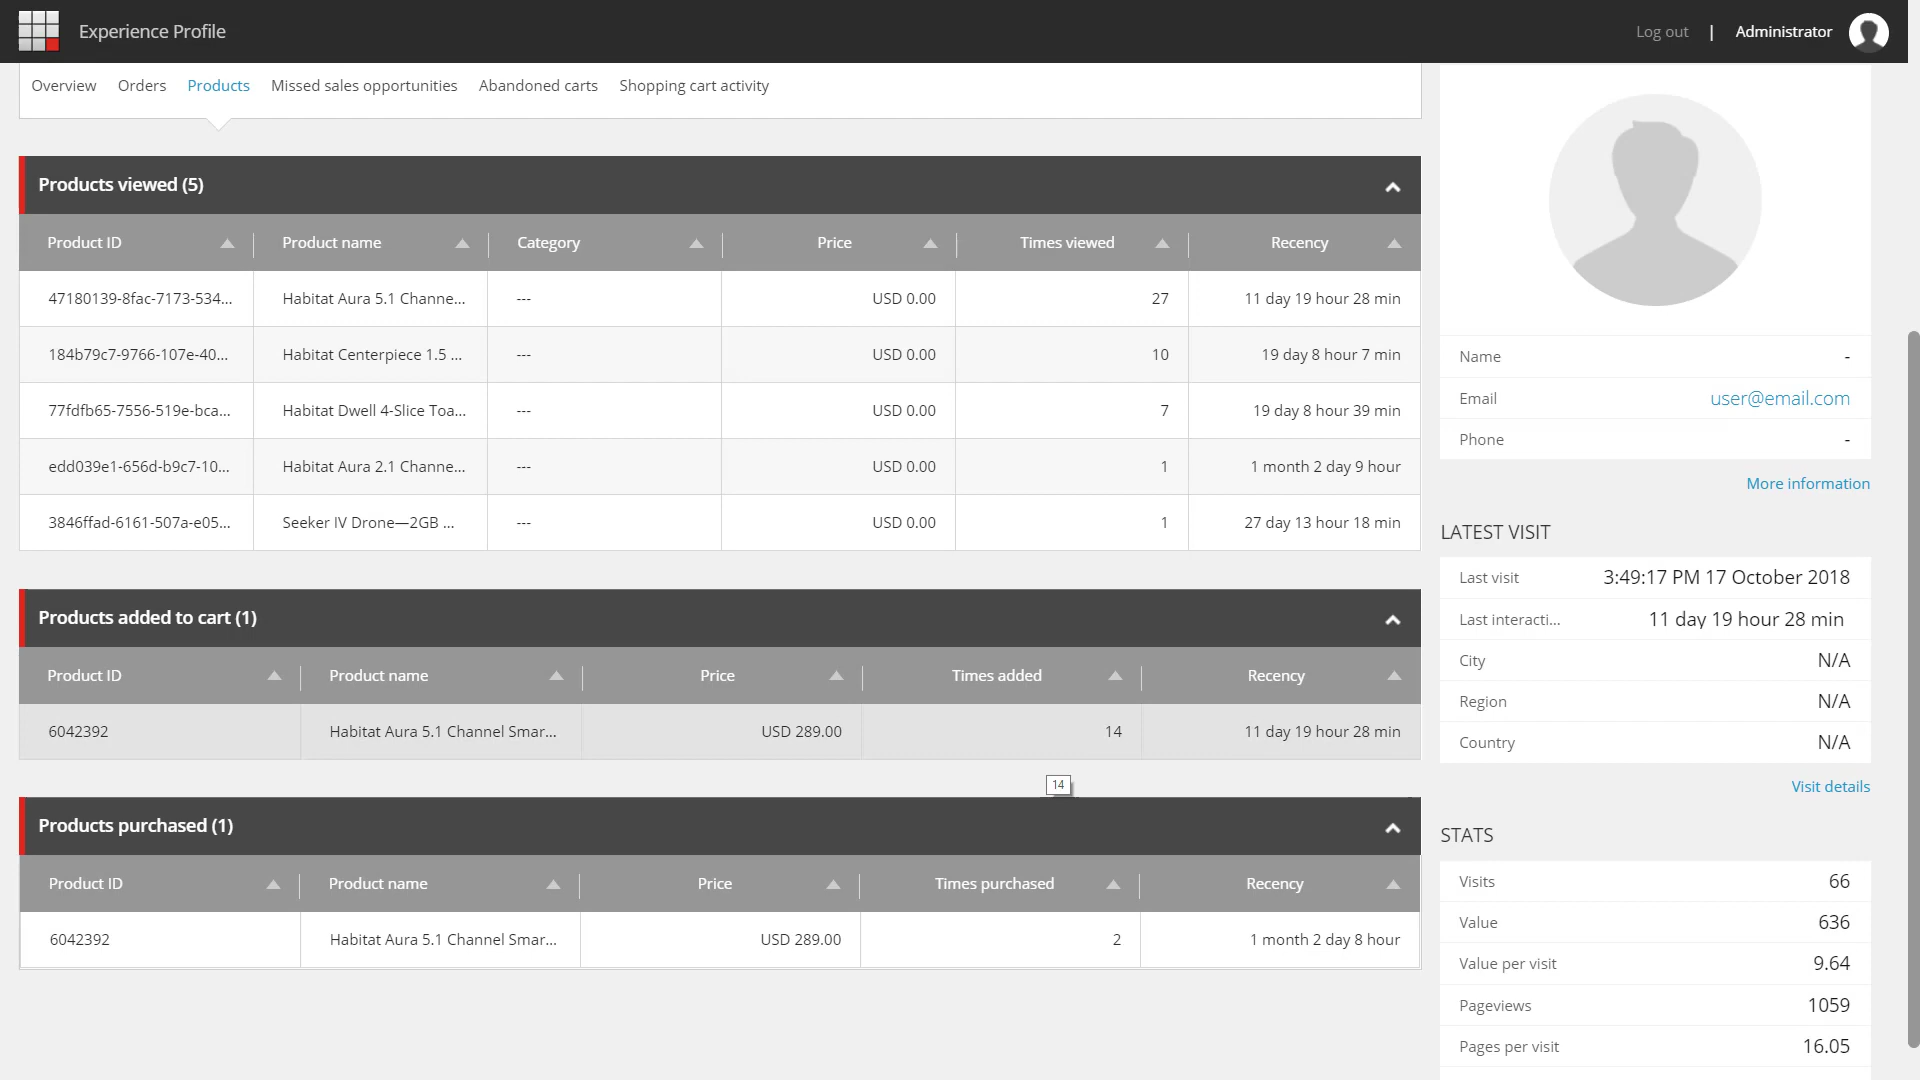 Experience Profile
Log out | Administrator
Overview Orders Products Missed sales opportunities Abandoned carts Shopping cart activity
Products viewed (5)
Product ID Product name Category Price Times viewed Recency
47180139-8fac-7173-534... Habitat Aura 5.1 Channe... --- USD 0.00 27 11 day 19 hour 28 min
184b79c7-9766-107e-40... Habitat Centerpiece 1.5 ... --- USD 0.00 10 19 day 8 hour 7 min
77fdfb65-7556-519e-bca... Habitat Dwell 4-Slice Toa... --- USD 0.00 7 19 day 8 hour 39 min
edd039e1-656d-b9c7-10... Habitat Aura 2.1 Channe... --- USD 0.00 1 1 month 2 day 9 hour
3846ffad-6161-507a-e05... Seeker IV Drone—2GB ... --- USD 0.00 1 27 day 13 hour 18 min
Products added to cart (1)
Product ID Product name Price Times added Recency
6042392 Habitat Aura 5.1 Channel Smar... USD 289.00 14 11 day 19 hour 28 min
14
Products purchased (1)
Product ID Product name Price Times purchased Recency
6042392 Habitat Aura 5.1 Channel Smar... USD 289.00 2 1 month 2 day 8 hour
Name -
Email user@email.com
Phone -
More information
LATEST VISIT
Last visit 3:49:17 PM 17 October 2018
Last interacti... 11 day 19 hour 28 min
City N/A
Region N/A
Country N/A
Visit details
STATS
Visits 66
Value 636
Value per visit 9.64
Pageviews 1059
Pages per visit 16.05